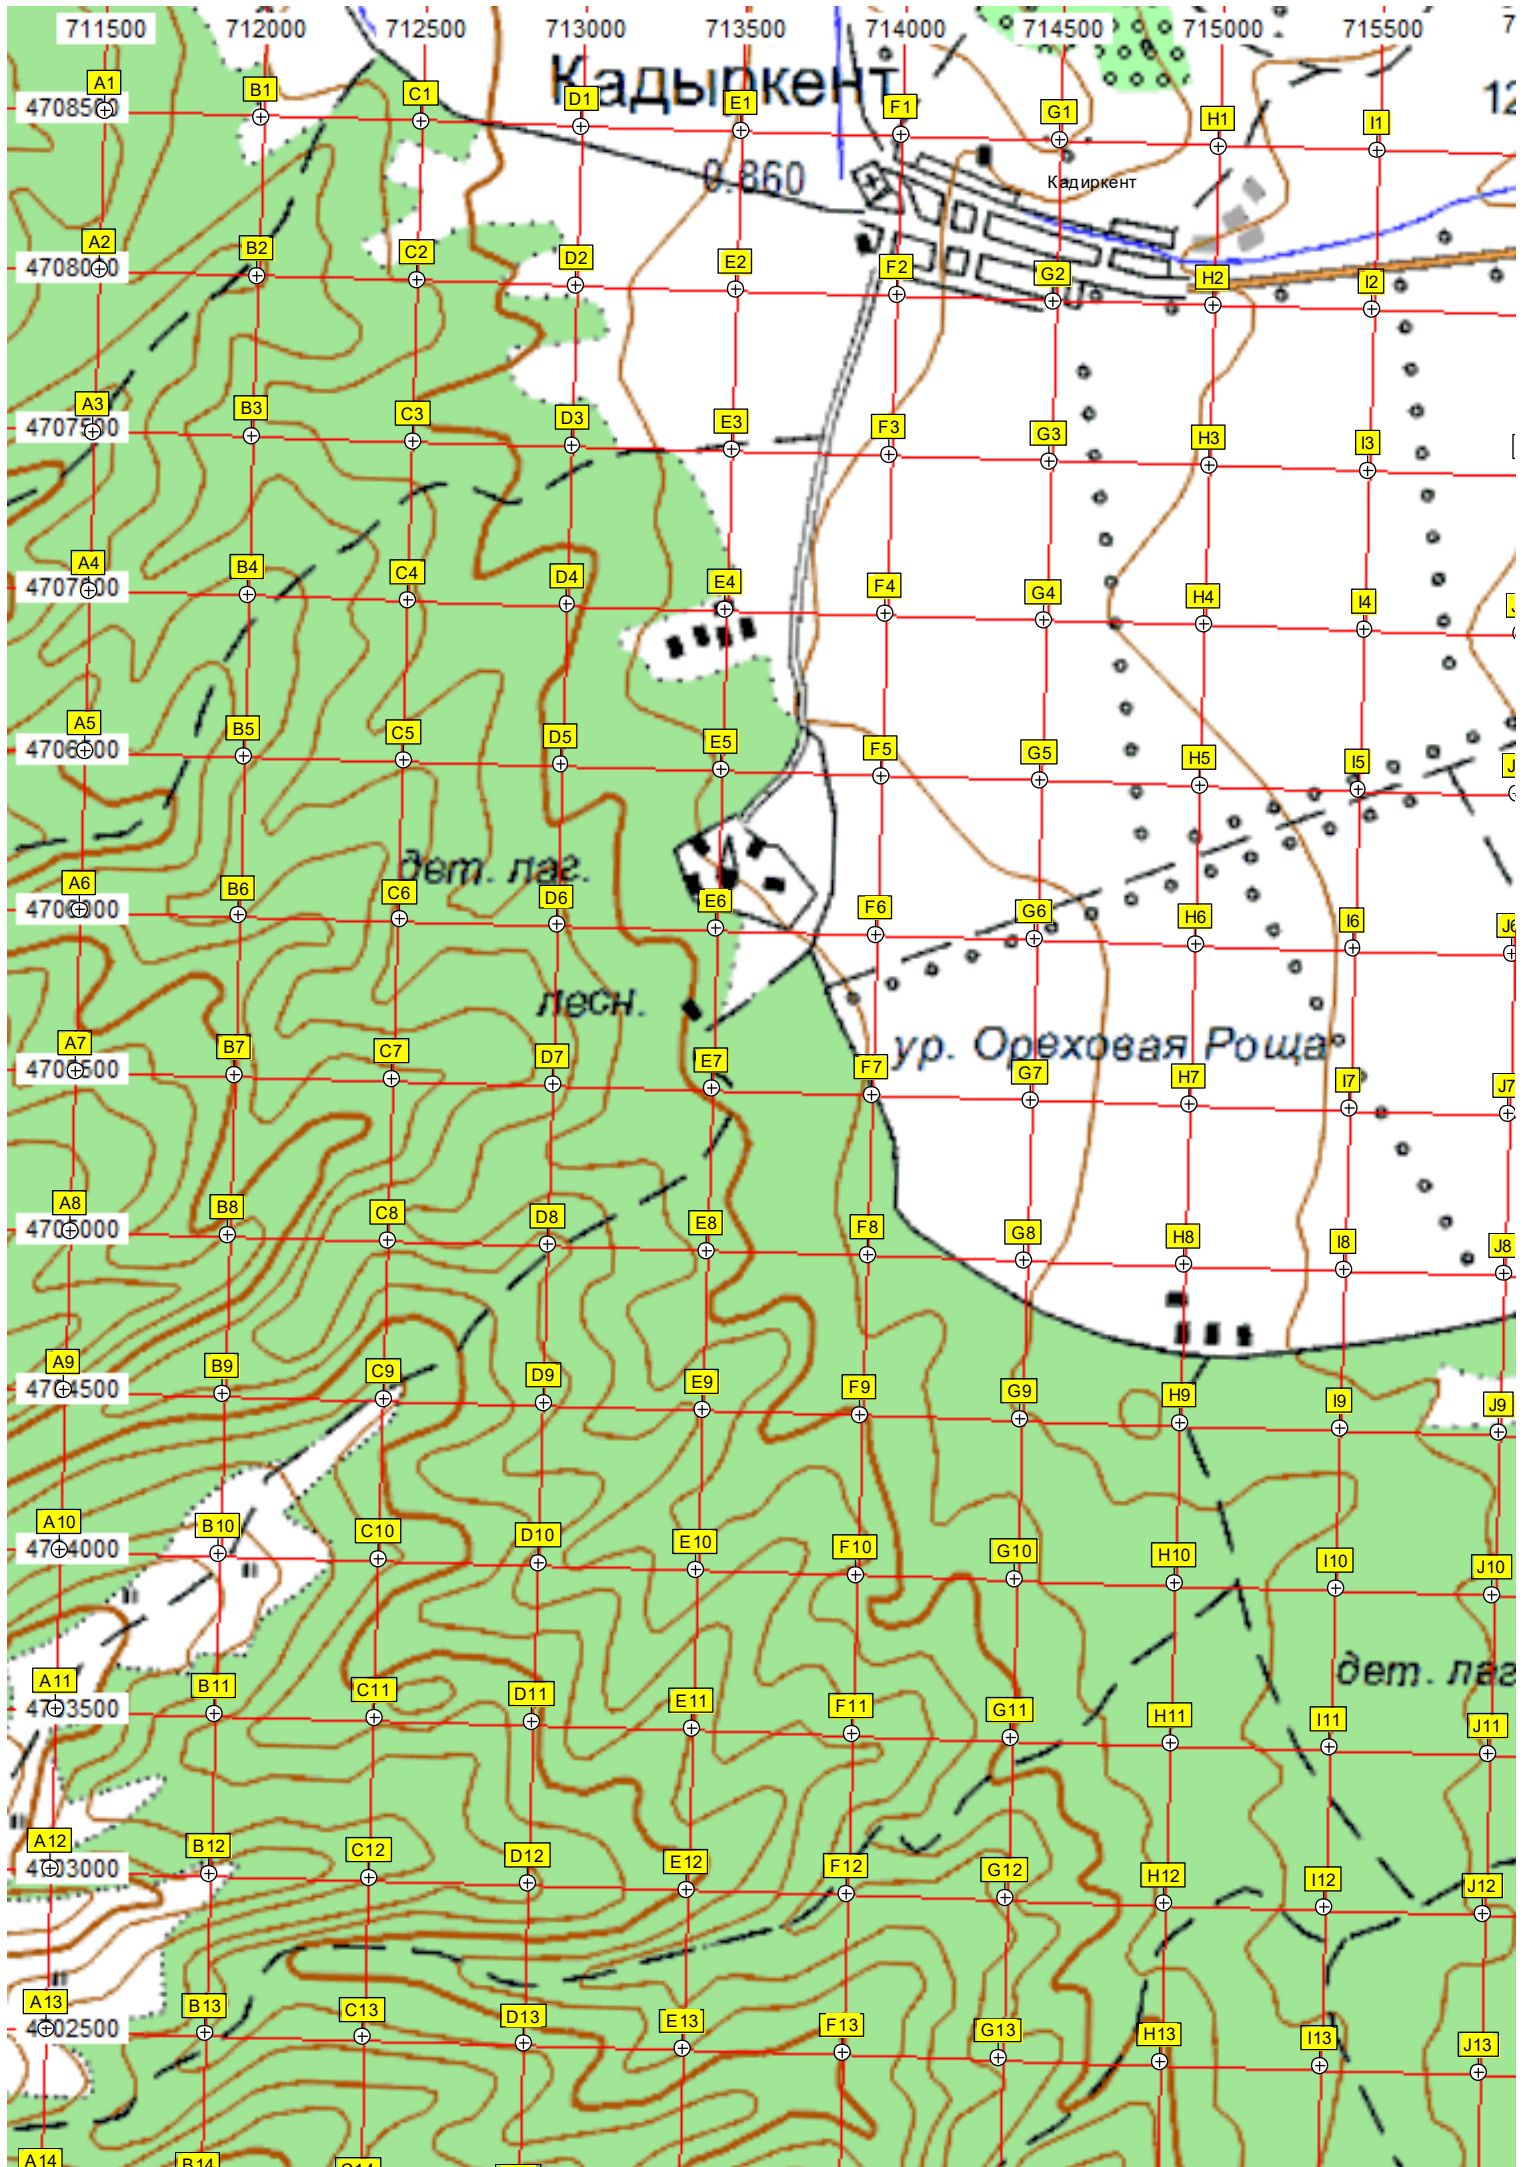 711500 712000 712500 713000 713500 714000 714500 715000 715500
Кадыркент
A1 B1 C1 D1 E1 F1 G1 H1 I1
4708500
12
0.860
Кадиркент
A2 B2 C2 D2 E2 F2 G2 H2 I2
4708000
A3 B3 C3 D3 E3 F3 G3 H3 I3
4707500
A4 B4 C4 D4 E4 F4 G4 H4 I4
4707000
A5 B5 C5 D5 E5 F5 G5 H5 I5
4706500
дет. лаг.
A6 B6 C6 D6 E6 F6 G6 H6 I6 J6
4706000
лесн.
ур. Ореховая Роща
A7 B7 C7 D7 E7 F7 G7 H7 I7 J7
4705500
A8 B8 C8 D8 E8 F8 G8 H8 I8 J8
4705000
A9 B9 C9 D9 E9 F9 G9 H9 I9 J9
4704500
A10 B10 C10 D10 E10 F10 G10 H10 I10 J10
4704000
дет. лаг
A11 B11 C11 D11 E11 F11 G11 H11 I11 J11
4703500
A12 B12 C12 D12 E12 F12 G12 H12 I12 J12
4703000
A13 B13 C13 D13 E13 F13 G13 H13 I13 J13
4702500
A14 B14 C14